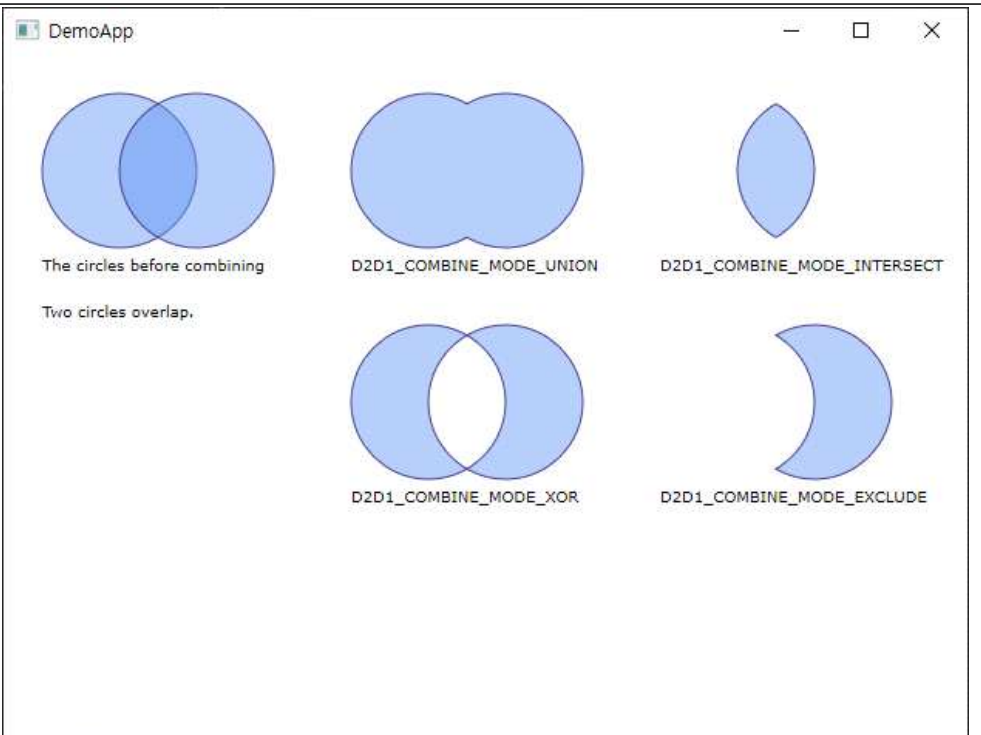 DemoApp
The circles before combining
D2D1_COMBINE_MODE_UNION
D2D1_COMBINE_MODE_INTERSECT
Two circles overlap.
D2D1_COMBINE_MODE_XOR
D2D1_COMBINE_MODE_EXCLUDE